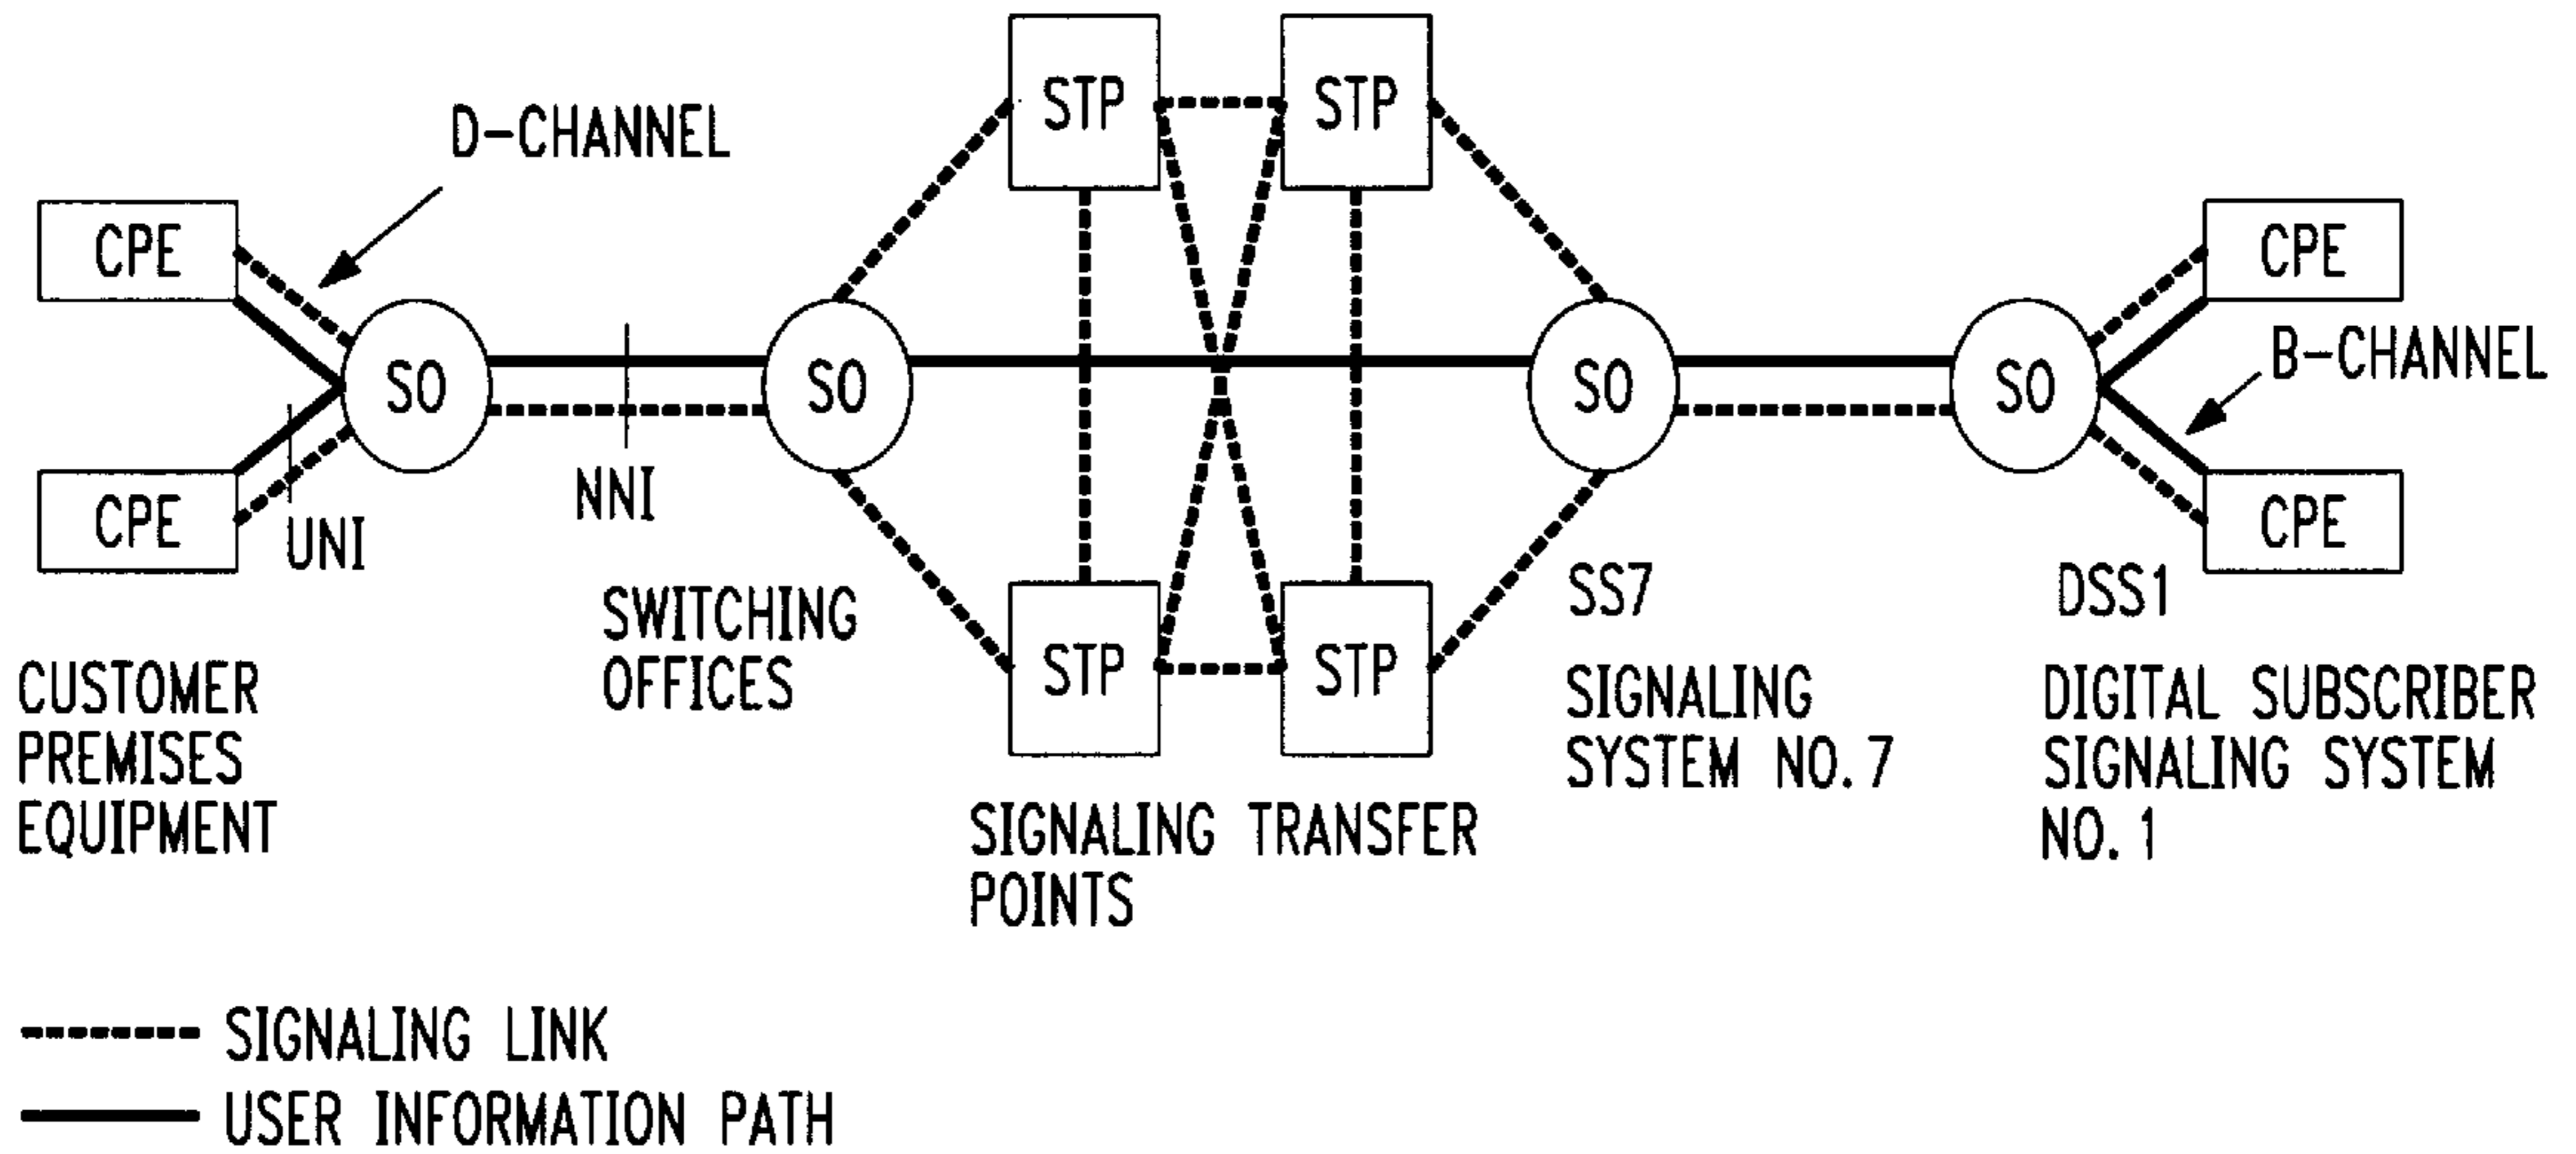 STP
STP
D-CHANNEL
CPE
CPE
B-CHANNEL
SO
SO
SO
SO
NNI
CPE
UNI
CPE
SWITCHING
OFFICES
STP
STP
SS7
DSS1
CUSTOMER
PREMISES
EQUIPMENT
SIGNALING
SYSTEM NO. 7
DIGITAL SUBSCRIBER
SIGNALING SYSTEM
NO. 1
SIGNALING TRANSFER
POINTS
SIGNALING LINK
USER INFORMATION PATH